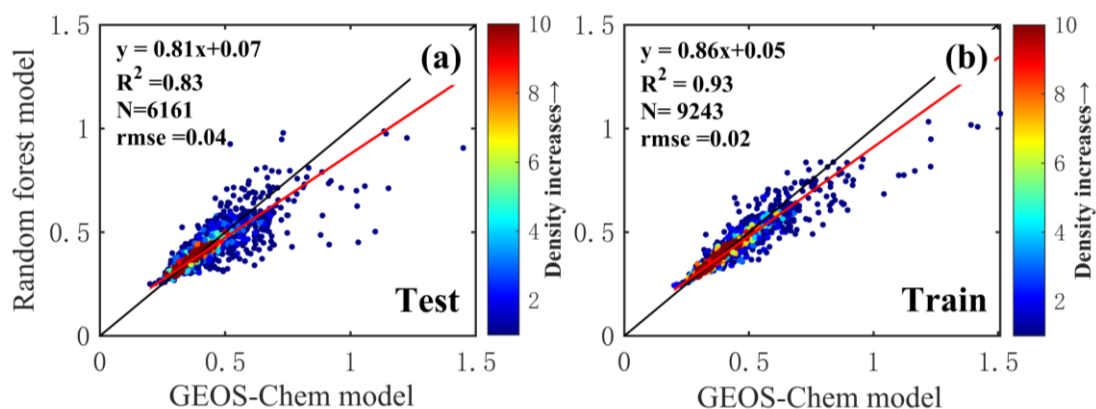 Random forest model
1.5
1
0.5
0
y = 0.81x+0.07
R² =0.83
N=6161
rmse =0.04
(a)
Test
0
0.5
1
1.5
GEOS-Chem model
10
8
6
4
2
Density increases→
1.5
1
0.5
0
y = 0.86x+0.05
R² = 0.93
N= 9243
rmse =0.02
(b)
Train
0
0.5
1
1.5
GEOS-Chem model
10
8
6
4
2
Density increases→